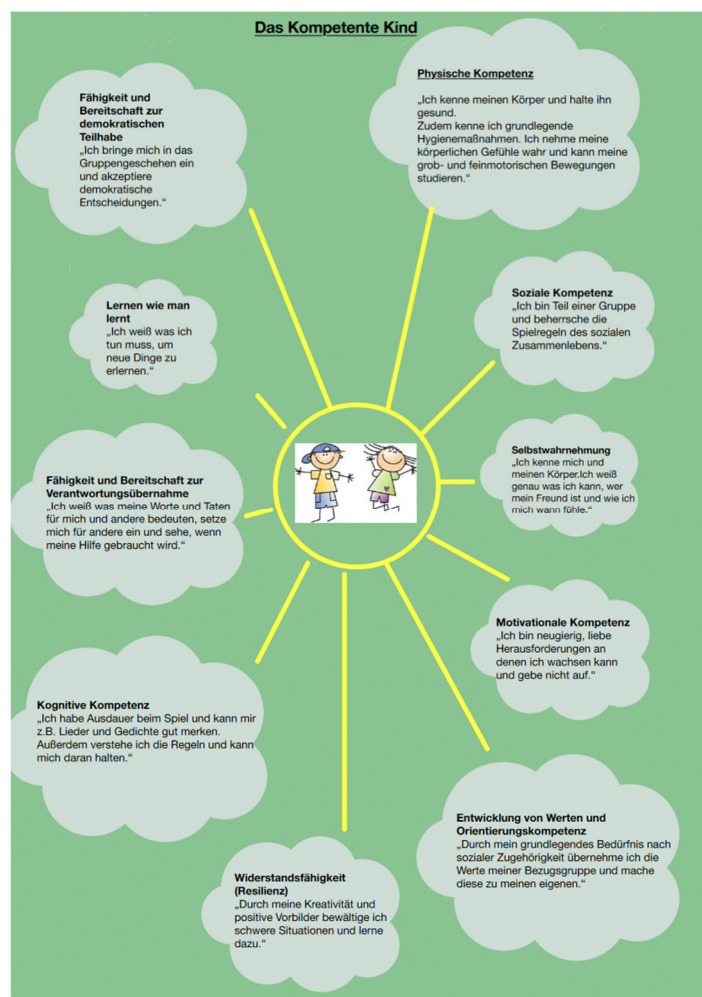 Das Kompetente Kind
Fähigkeit und
Bereitschaft zur
demokratischen
Teilhabe
„Ich bringe mich in das
Gruppengeschehen ein
und akzeptiere
demokratische
Entscheidungen.“
Physische Kompetenz
„Ich kenne meinen Körper und halte ihn
gesund.
Zudem kenne ich grundlegende
Hygienemaßnahmen. Ich nehme meine
körperlichen Gefühle wahr und kann meine
grob- und feinmotorischen Bewegungen
studieren.“
Lernen wie man
lernt
„Ich weiß was ich
tun muss, um
neue Dinge zu
erlernen.“
Soziale Kompetenz
„Ich bin Teil einer Gruppe
und beherrsche die
Spielregeln des sozialen
Zusammenlebens.“
Fähigkeit und Bereitschaft zur
Verantwortungsübernahme
„Ich weiß was meine Worte und Taten
für mich und andere bedeuten, setze
mich für andere ein und sehe, wenn
meine Hilfe gebraucht wird.“
Selbstwahrnehmung
„Ich kenne mich und
meinen Körper.Ich weiß
genau was ich kann, wer
mein Freund ist und wie ich
mich wann fühle.“
Motivationale Kompetenz
„Ich bin neugierig, liebe
Herausforderungen an
denen ich wachsen kann
und gebe nicht auf.“
Kognitive Kompetenz
„Ich habe Ausdauer beim Spiel und kann mir
z.B. Lieder und Gedichte gut merken.
Außerdem verstehe ich die Regeln und kann
mich daran halten.“
Entwicklung von Werten und
Orientierungskompetenz
„Durch mein grundlegendes Bedürfnis nach
sozialer Zugehörigkeit übernehme ich die
Werte meiner Bezugsgruppe und mache
diese zu meinen eigenen.“
Widerstandsfähigkeit
(Resilienz)
„Durch meine Kreativität und
positive Vorbilder bewältige ich
schwere Situationen und lerne
dazu.“